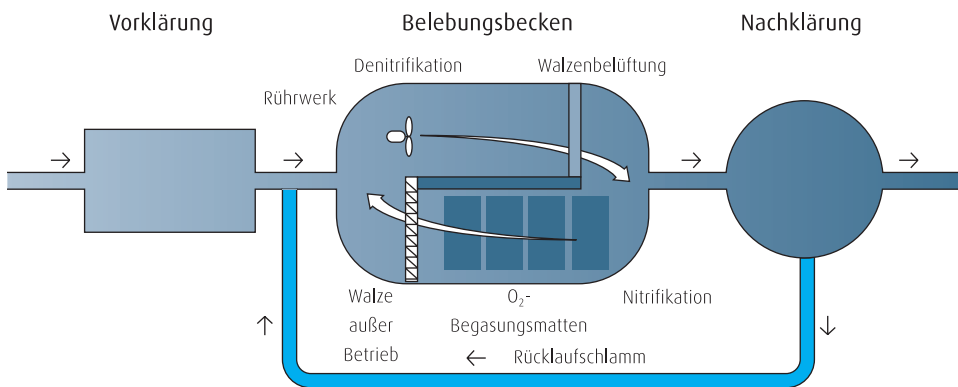 Vorklärung
Belebungsbecken
Nachklärung
Denitrifikation
Walzenbelüftung
Rührwerk
Walze
außer
Betrieb
O₂-
Begasungsmatten
Nitrifikation
Rücklaufschlamm